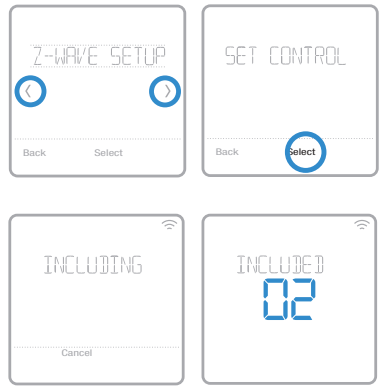 Z-WAVE SETUP
< >
Back Select
SET CONTROL
Back Select
INCLUDING
Cancel
INCLUDED
02